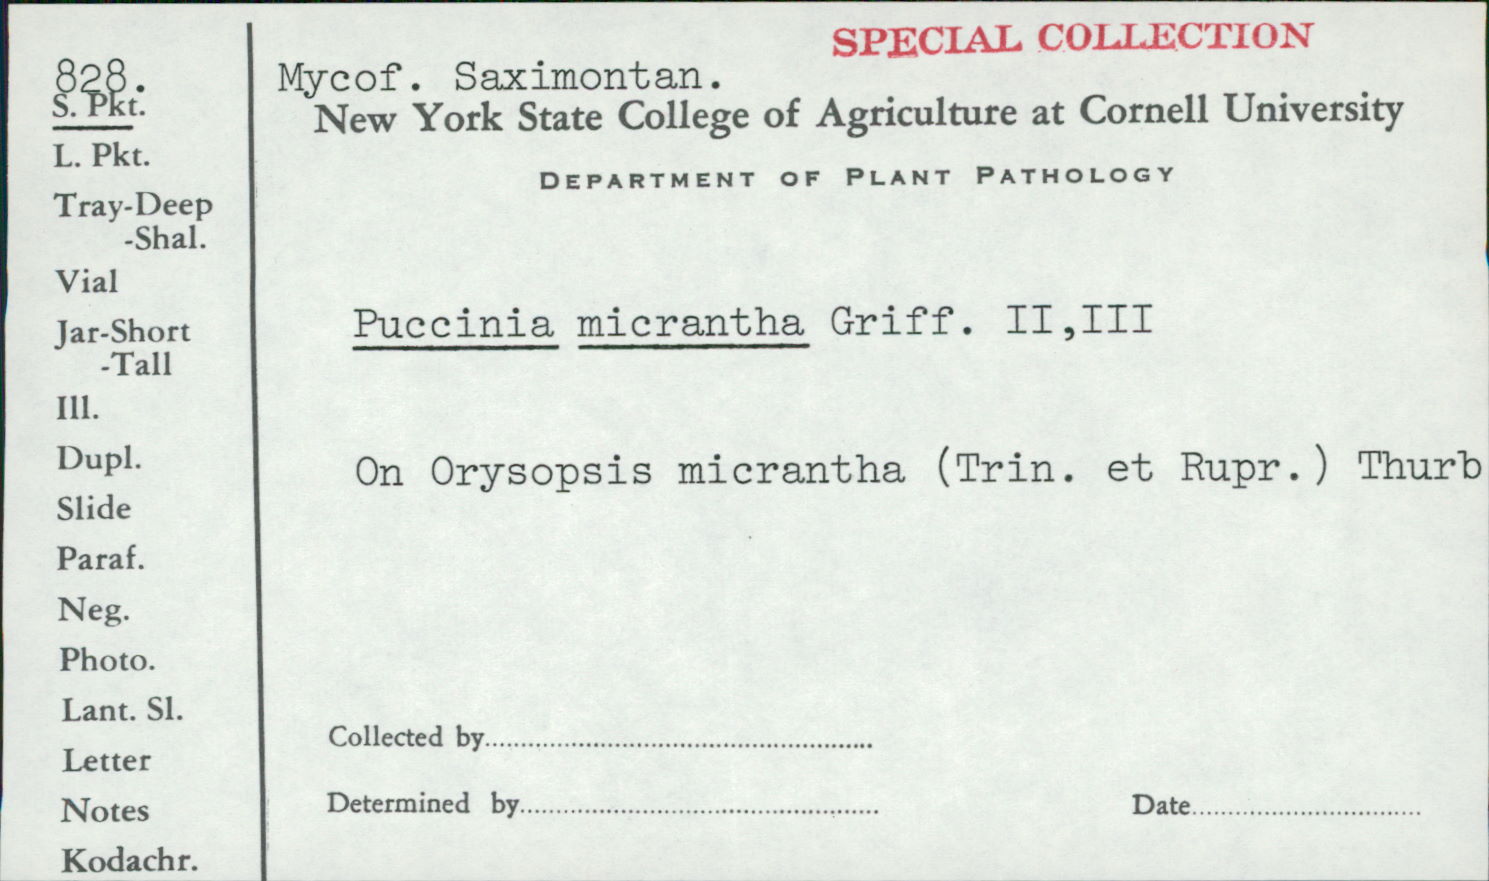 SPECIAL COLLECTION
828.
Mycof. Saximontan.
S. Pkt.
New York State College of Agriculture at Cornell University
L. Pkt.
DEPARTMENT OF PLANT PATHOLOGY
Tray-Deep
-Shal.
Vial
Jar-Short
-Tall
Ill.
Dupl.
Slide
Paraf.
Neg.
Photo.
Lant. Sl.
Letter
Notes
Kodachr.
Puccinia micrantha Griff. II,III
On Orysopsis micrantha (Trin. et Rupr.) Thurb
Collected by
Determined by
Date